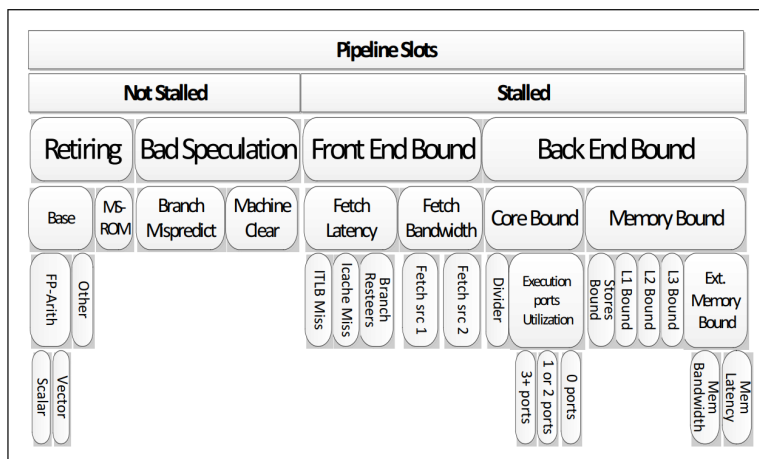 Pipeline Slots
Not Stalled
Stalled
Retiring
Bad Speculation
Front End Bound
Back End Bound
Base
MS-
ROM
Branch
Mispredict
Machine
Clear
Fetch
Latency
Fetch
Bandwidth
Core Bound
Memory Bound
FP-Arith
Other
ITLB Miss
Icache Miss
Branch
Resteers
Fetch src 1
Fetch src 2
Divider
Execution
ports
Utilization
Stores
Bound
L1 Bound
L2 Bound
L3 Bound
Ext.
Memory
Bound
Scalar
Vector
3+ ports
1 or 2 ports
0 ports
Mem
Bandwidth
Mem
Latency